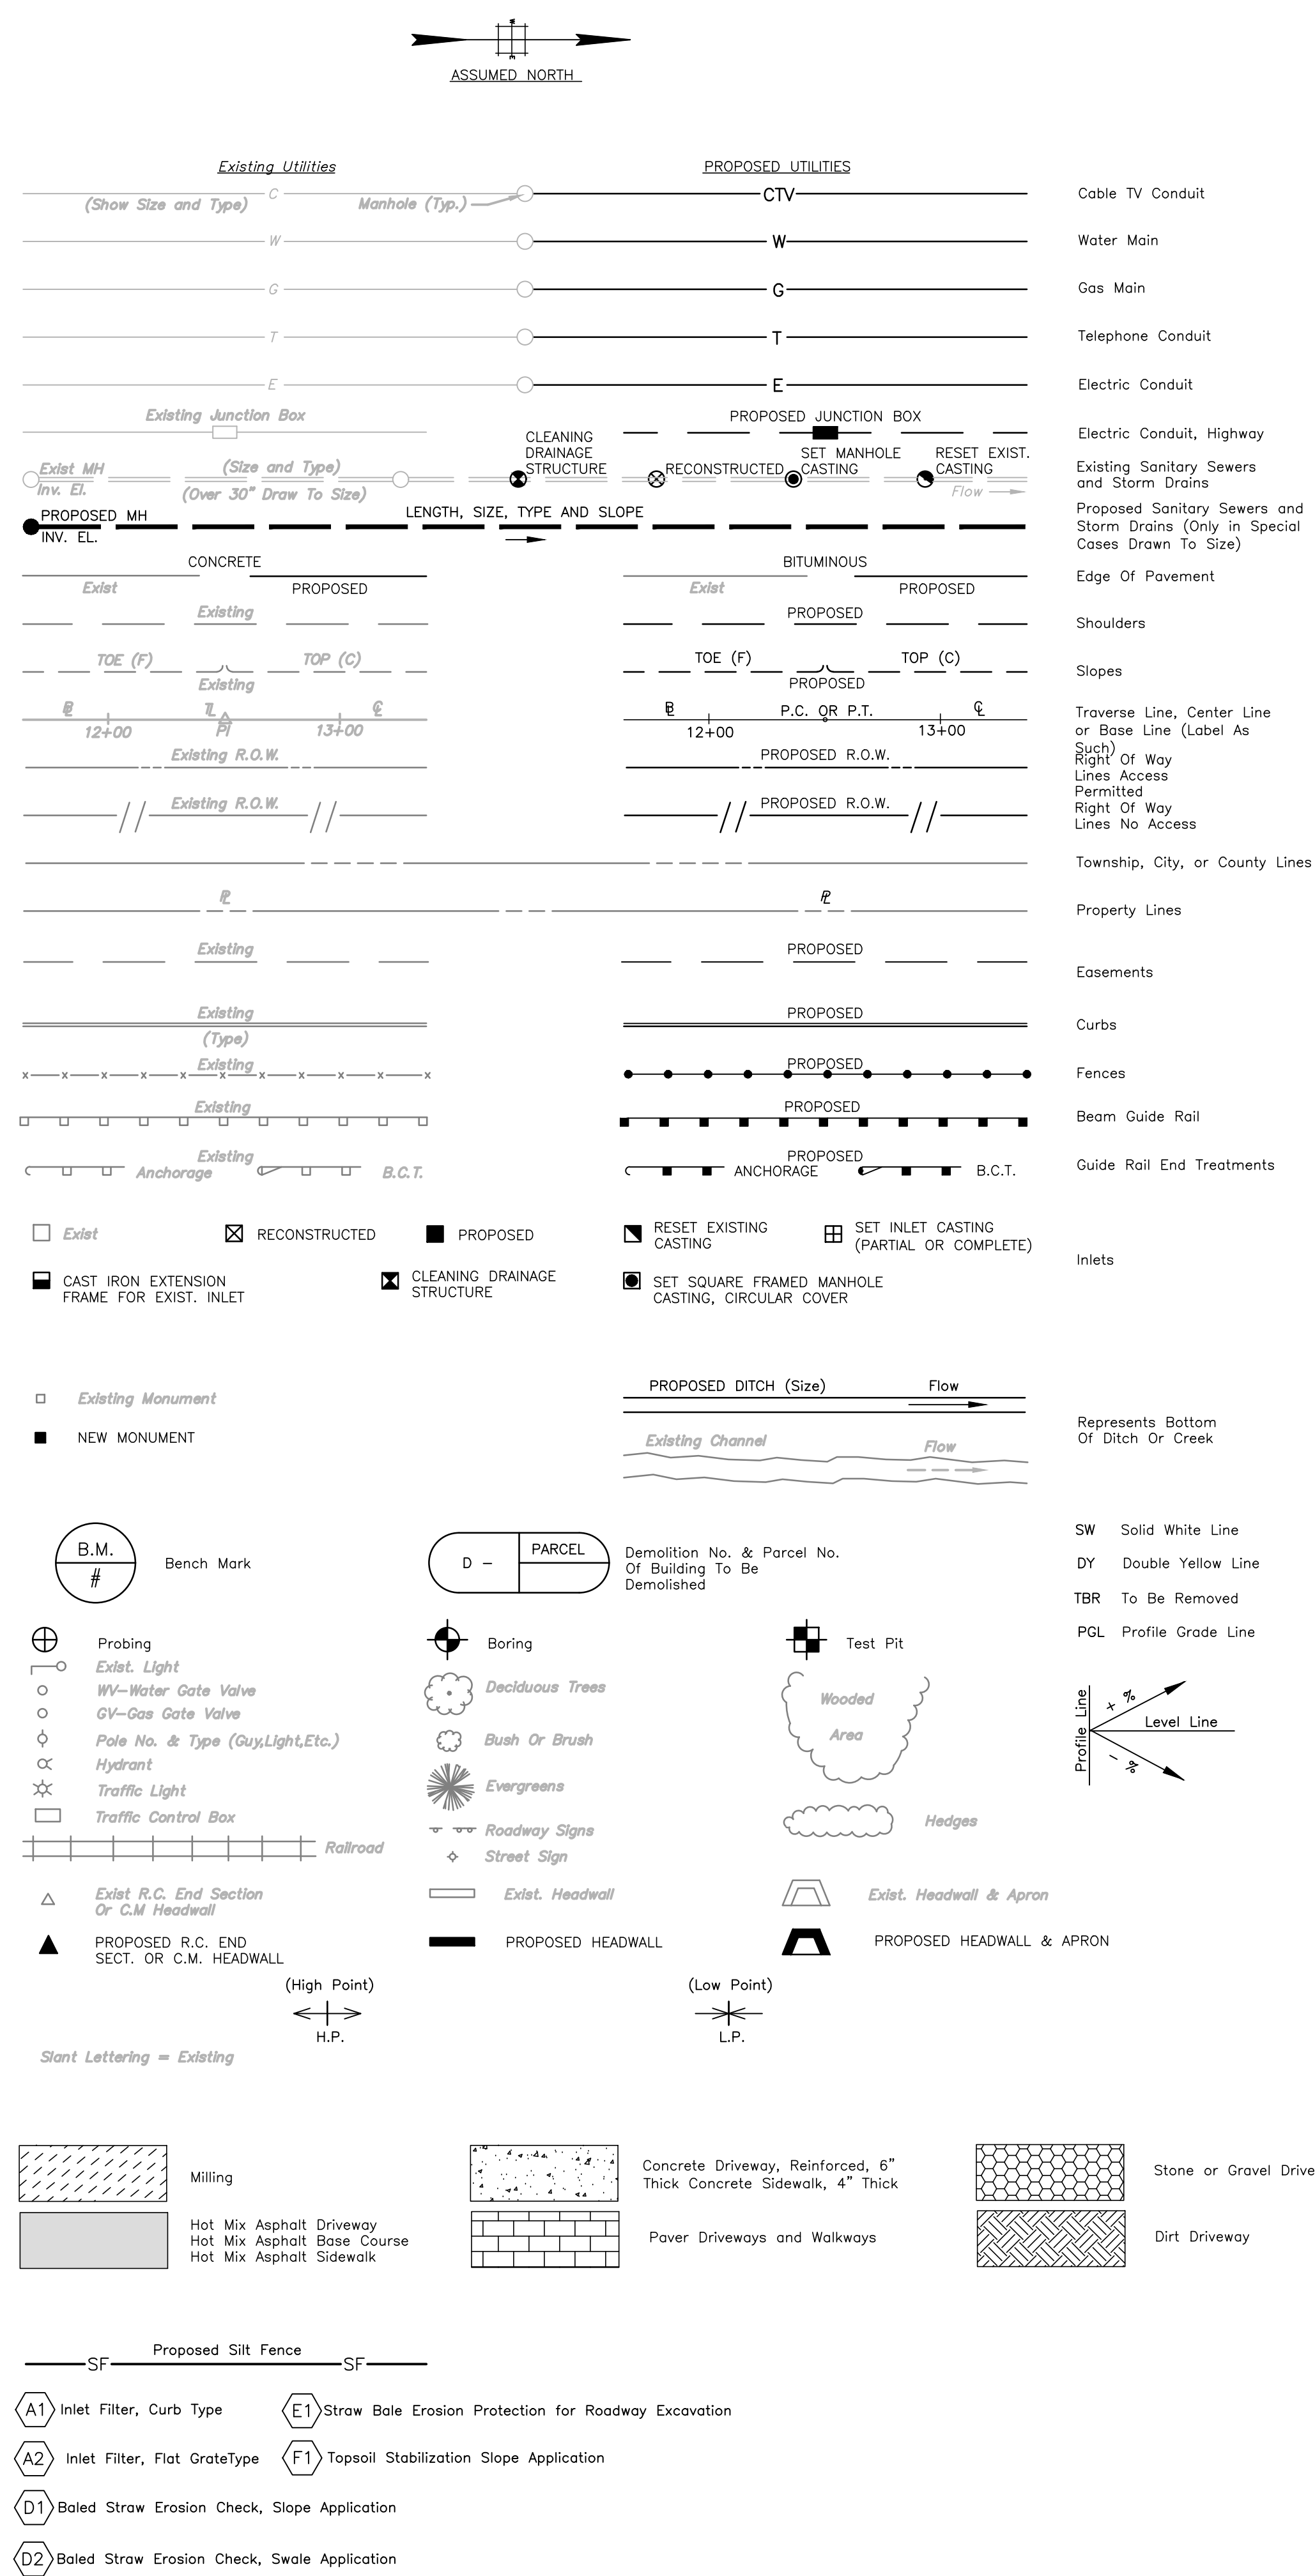 ASSUMED NORTH
Existing Utilities
PROPOSED UTILITIES
C
(Show Size and Type)
Manhole (Typ.)
CTV
Cable TV Conduit
W
W
Water Main
G
G
Gas Main
T
T
Telephone Conduit
E
E
Electric Conduit
Existing Junction Box
PROPOSED JUNCTION BOX
Electric Conduit, Highway
Exist MH
Inv. El.
(Size and Type)
(Over 30" Draw To Size)
CLEANING
DRAINAGE
STRUCTURE
RECONSTRUCTED
SET MANHOLE
CASTING
RESET EXIST.
CASTING
Flow
Existing Sanitary Sewers
and Storm Drains
PROPOSED MH
INV. EL.
LENGTH, SIZE, TYPE AND SLOPE
Proposed Sanitary Sewers and
Storm Drains (Only in Special
Cases Drawn To Size)
CONCRETE
Exist
PROPOSED
BITUMINOUS
Exist
PROPOSED
Edge Of Pavement
Existing
PROPOSED
Shoulders
TOE (F)
TOP (C)
Existing
TOE (F)
TOP (C)
PROPOSED
Slopes
BL
TL
CL
12+00
PI
13+00
BL
P.C. OR P.T.
CL
12+00
13+00
Traverse Line, Center Line
or Base Line (Label As
Such)
Existing R.O.W.
PROPOSED R.O.W.
Right Of Way
Lines Access
Permitted
Existing R.O.W.
PROPOSED R.O.W.
Right Of Way
Lines No Access
Township, City, or County Lines
PL
PL
Property Lines
Existing
PROPOSED
Easements
Existing
(Type)
PROPOSED
Curbs
Existing
x x x x x x x x x x x
PROPOSED
Fences
Existing
PROPOSED
Beam Guide Rail
Existing
Anchorage
B.C.T.
PROPOSED
ANCHORAGE
B.C.T.
Guide Rail End Treatments
Exist
RECONSTRUCTED
PROPOSED
RESET EXISTING
CASTING
SET INLET CASTING
(PARTIAL OR COMPLETE)
Inlets
CAST IRON EXTENSION
FRAME FOR EXIST. INLET
CLEANING DRAINAGE
STRUCTURE
SET SQUARE FRAMED MANHOLE
CASTING, CIRCULAR COVER
Existing Monument
NEW MONUMENT
PROPOSED DITCH (Size)
Flow
Existing Channel
Flow
Represents Bottom
Of Ditch Or Creek
B.M.
#
Bench Mark
D -
PARCEL
Demolition No. & Parcel No.
Of Building To Be
Demolished
SW Solid White Line
DY Double Yellow Line
TBR To Be Removed
PGL Profile Grade Line
Probing
Boring
Test Pit
Exist. Light
WV-Water Gate Valve
GV-Gas Gate Valve
Pole No. & Type (Guy,Light,Etc.)
Hydrant
Traffic Light
Traffic Control Box
Railroad
Deciduous Trees
Bush Or Brush
Evergreens
Roadway Signs
Street Sign
Wooded
Area
Hedges
Profile Line
+ %
Level Line
- %
Exist R.C. End Section
Or C.M Headwall
Exist. Headwall
Exist. Headwall & Apron
PROPOSED R.C. END
SECT. OR C.M. HEADWALL
PROPOSED HEADWALL
PROPOSED HEADWALL & APRON
(High Point)
H.P.
(Low Point)
L.P.
Slant Lettering = Existing
Milling
Concrete Driveway, Reinforced, 6"
Thick Concrete Sidewalk, 4" Thick
Stone or Gravel Drive
Hot Mix Asphalt Driveway
Hot Mix Asphalt Base Course
Hot Mix Asphalt Sidewalk
Paver Driveways and Walkways
Dirt Driveway
Proposed Silt Fence
SF SF
A1 Inlet Filter, Curb Type
E1 Straw Bale Erosion Protection for Roadway Excavation
A2 Inlet Filter, Flat GrateType
F1 Topsoil Stabilization Slope Application
D1 Baled Straw Erosion Check, Slope Application
D2 Baled Straw Erosion Check, Swale Application